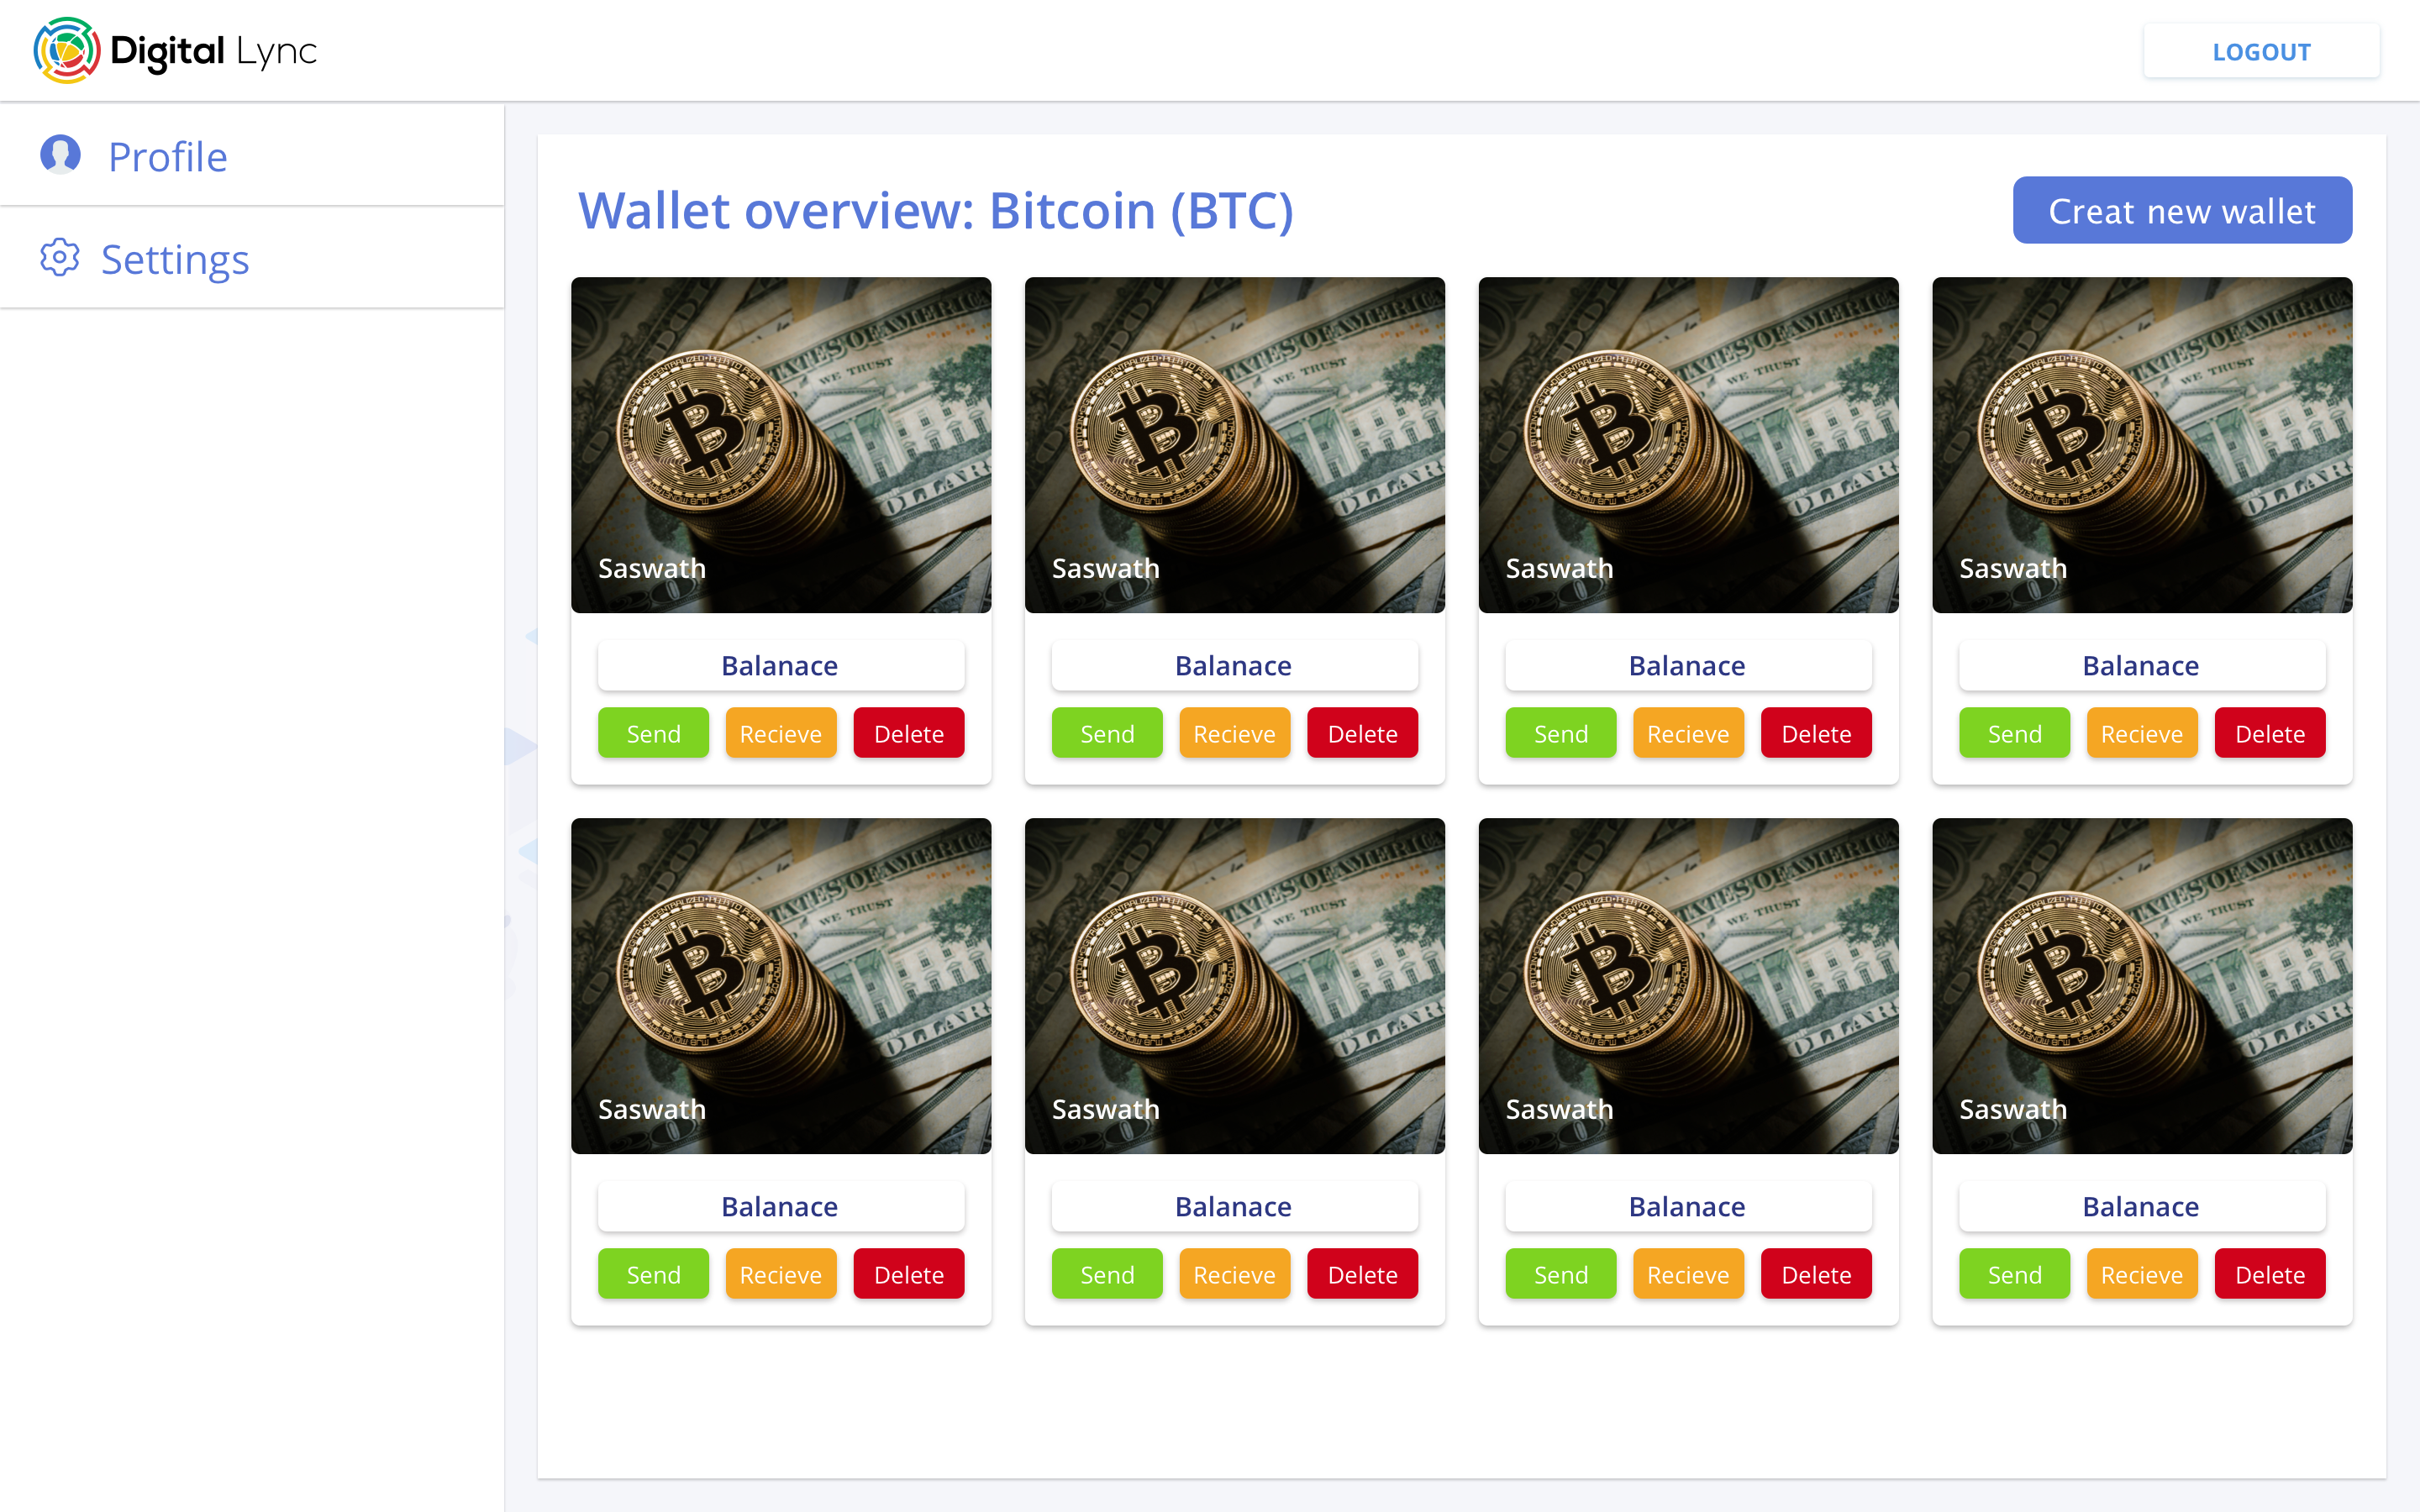 Digital Lync
LOGOUT
Profile
Settings
Wallet overview: Bitcoin (BTC)
Creat new wallet
Saswath
Saswath
Saswath
Saswath
Balanace
Balanace
Balanace
Balanace
Send
Recieve
Delete
Send
Recieve
Delete
Send
Recieve
Delete
Send
Recieve
Delete
Saswath
Saswath
Saswath
Saswath
Balanace
Balanace
Balanace
Balanace
Send
Recieve
Delete
Send
Recieve
Delete
Send
Recieve
Delete
Send
Recieve
Delete